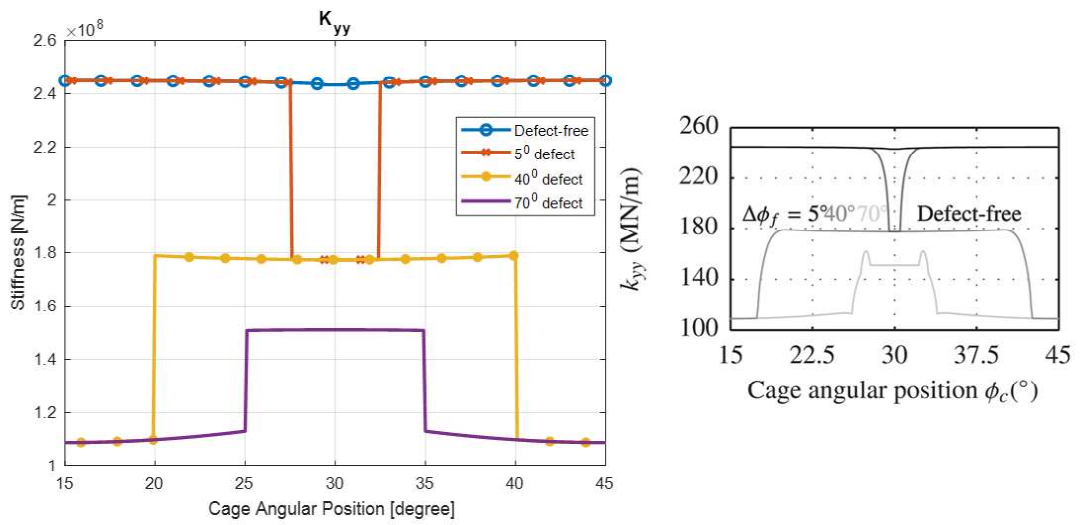 K_yy
×10^8
2.6
2.4
2.2
2
1.8
1.6
1.4
1.2
1
Stiffness [N/m]
Defect-free
5^0 defect
40^0 defect
70^0 defect
15 20 25 30 35 40 45
Cage Angular Position [degree]
260
220
180
140
100
k_yy (MN/m)
Δϕ_f = 5°40°70° Defect-free
15 22.5 30 37.5 45
Cage angular position ϕ_c(°)